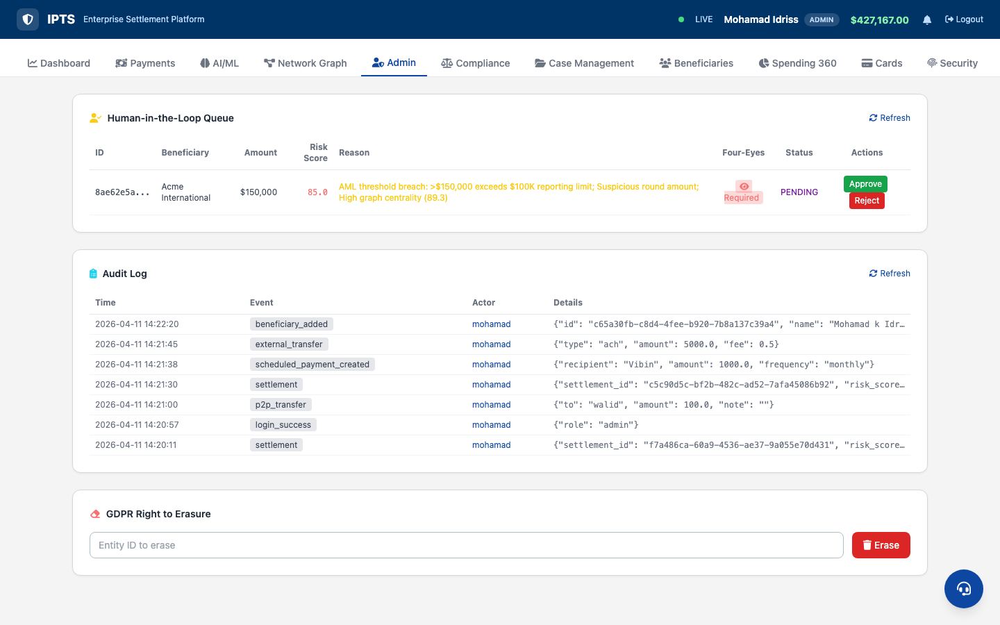 IPTS Enterprise Settlement Platform
LIVE Mohamad Idriss ADMIN $427,167.00 Logout
Dashboard Payments AI/ML Network Graph Admin Compliance Case Management Beneficiaries Spending 360 Cards Security
Human-in-the-Loop Queue Refresh
ID Beneficiary Amount Risk Score Reason Four-Eyes Status Actions
8ae62e5a... Acme International $150,000 85.0 AML threshold breach: >$150,000 exceeds $100K reporting limit; Suspicious round amount;
High graph centrality (89.3) Required PENDING Approve
Reject
Audit Log Refresh
Time Event Actor Details
2026-04-11 14:22:20 beneficiary_added mohamad {"id": "c65a30fb-c8d4-4fee-b920-7b8a137c39a4", "name": "Mohamad k Idr…
2026-04-11 14:21:45 external_transfer mohamad {"type": "ach", "amount": 5000.0, "fee": 0.5}
2026-04-11 14:21:38 scheduled_payment_created mohamad {"recipient": "Vibin", "amount": 1000.0, "frequency": "monthly"}
2026-04-11 14:21:30 settlement mohamad {"settlement_id": "c5c90d5c-bf2b-482c-ad52-7afa45086b92", "risk_score…
2026-04-11 14:21:00 p2p_transfer mohamad {"to": "walid", "amount": 100.0, "note": ""}
2026-04-11 14:20:57 login_success mohamad {"role": "admin"}
2026-04-11 14:20:11 settlement mohamad {"settlement_id": "f7a486ca-60a9-4536-ae37-9a055e70d431", "risk_score…
GDPR Right to Erasure
Entity ID to erase Erase